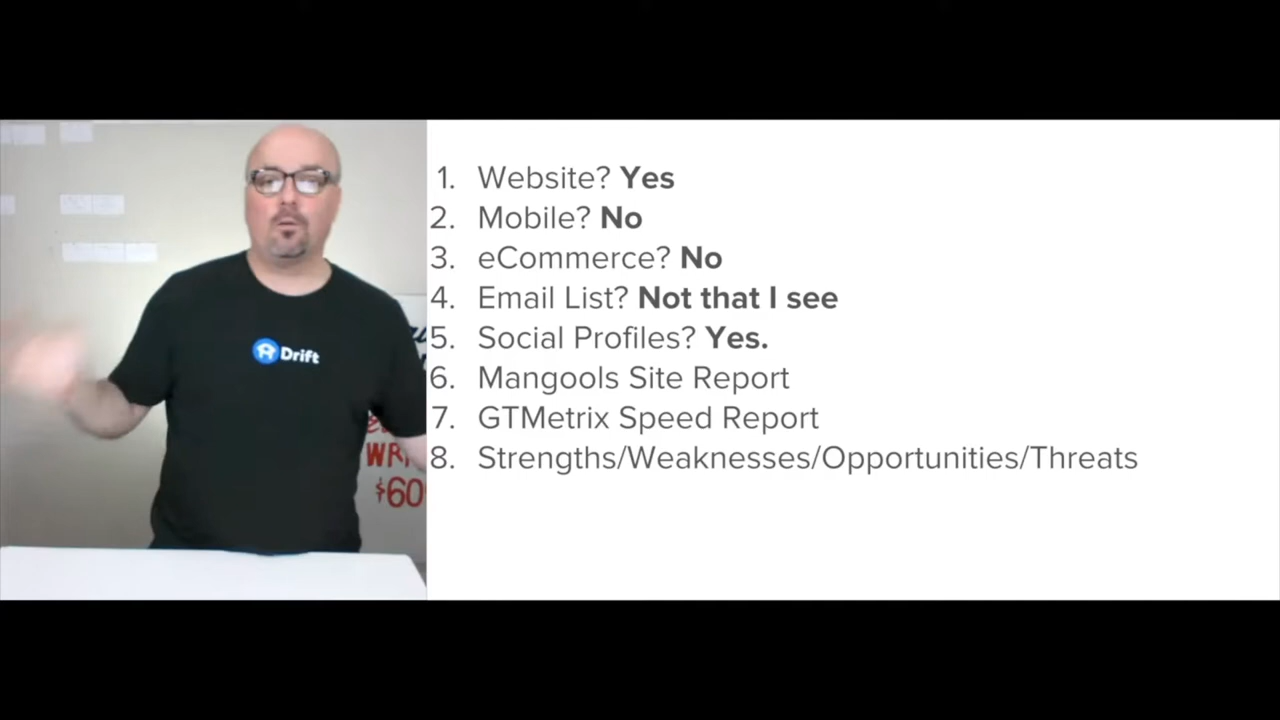 1. Website? Yes
2. Mobile? No
3. eCommerce? No
4. Email List? Not that I see
5. Social Profiles? Yes.
6. Mangools Site Report
7. GTMetrix Speed Report
8. Strengths/Weaknesses/Opportunities/Threats
Drift